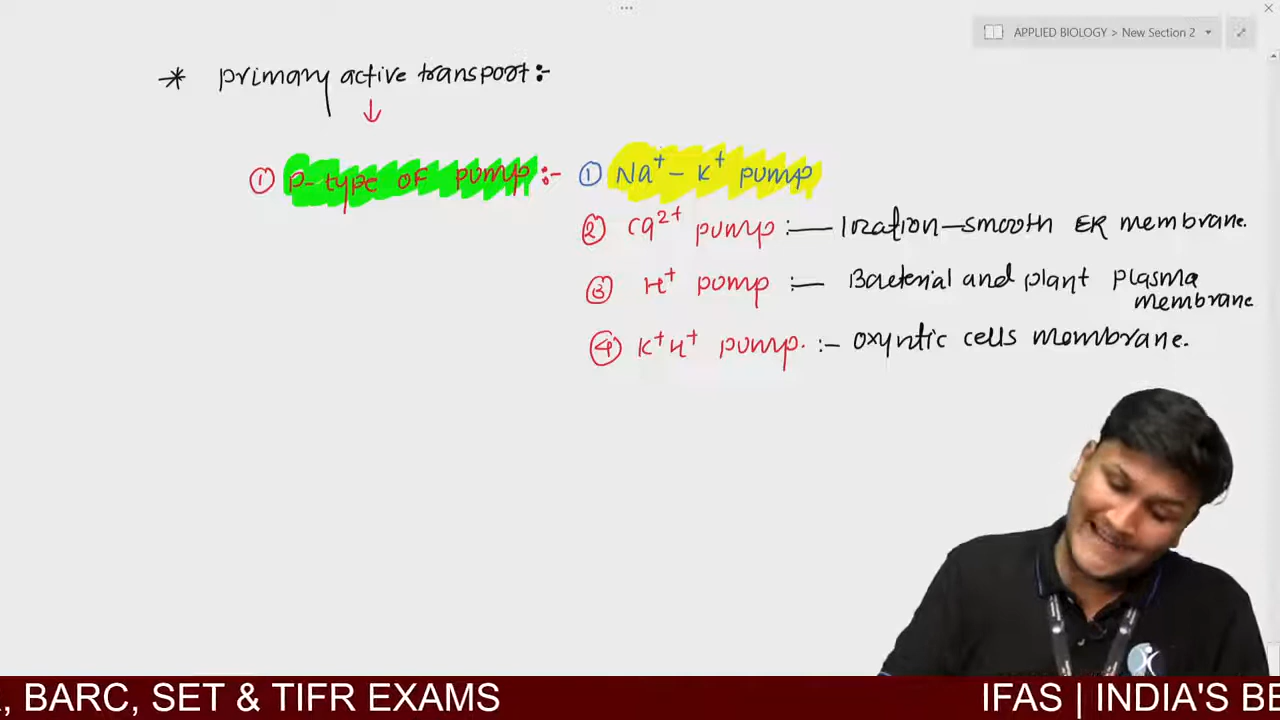 APPLIED BIOLOGY > New Section 2
* primary active transport :-
① P-type of pump :- ① Na+ - K+ pump
② Ca2+ pump :— location - smooth ER membrane.
③ H+ pump :— Bacterial and plant plasma
membrane
④ K+ H+ pump. :- oxyntic cells membrane.
, BARC, SET & TIFR EXAMS IFAS | INDIA'S BE